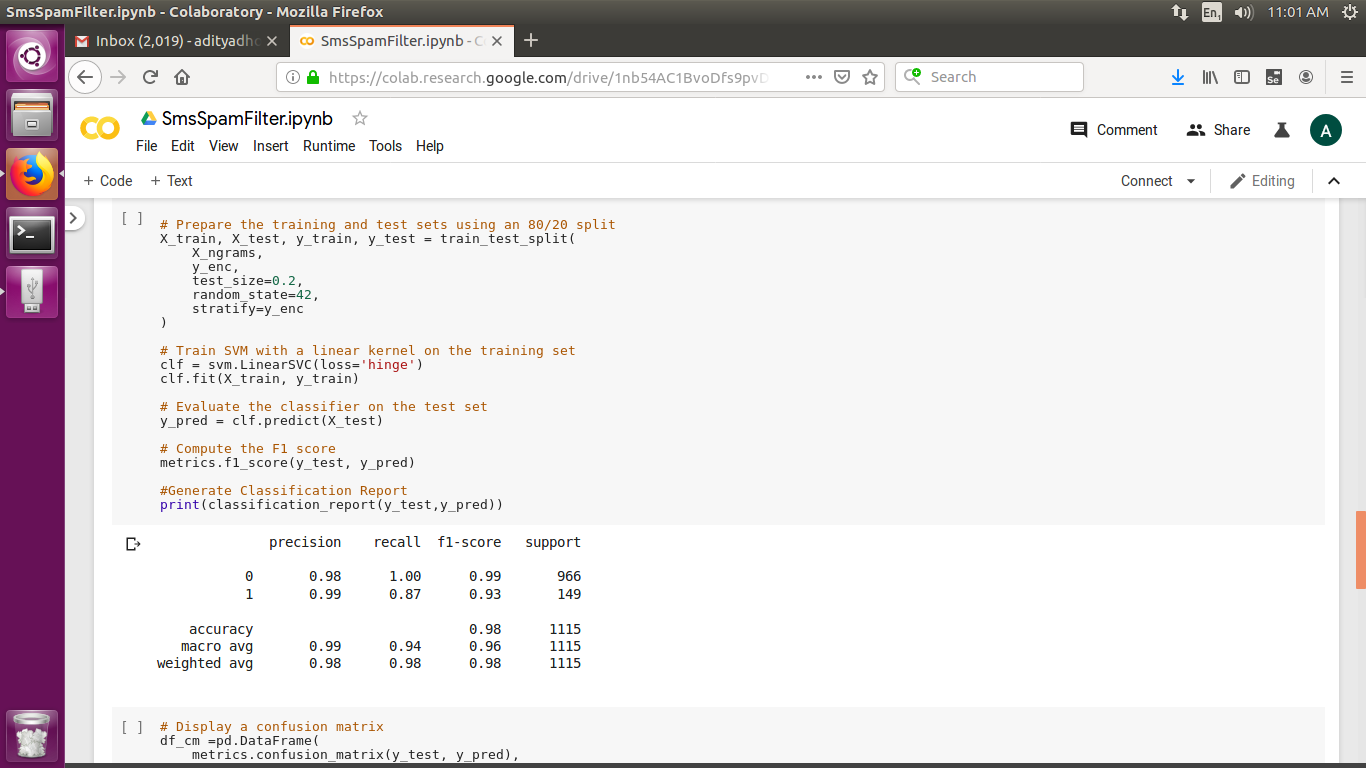 SmsSpamFilter.ipynb - Colaboratory - Mozilla Firefox
En1 11:01 AM
Inbox (2,019) - adityadho
SmsSpamFilter.ipynb - C
https://colab.research.google.com/drive/1nb54AC1BvoDfs9pvD
Search
SmsSpamFilter.ipynb
File Edit View Insert Runtime Tools Help
Comment Share A
+ Code + Text
Connect Editing
[ ] # Prepare the training and test sets using an 80/20 split
X_train, X_test, y_train, y_test = train_test_split(
    X_ngrams,
    y_enc,
    test_size=0.2,
    random_state=42,
    stratify=y_enc
)
# Train SVM with a linear kernel on the training set
clf = svm.LinearSVC(loss='hinge')
clf.fit(X_train, y_train)
# Evaluate the classifier on the test set
y_pred = clf.predict(X_test)
# Compute the F1 score
metrics.f1_score(y_test, y_pred)
#Generate Classification Report
print(classification_report(y_test,y_pred))
precision recall f1-score support
0 0.98 1.00 0.99 966
1 0.99 0.87 0.93 149
accuracy 0.98 1115
macro avg 0.99 0.94 0.96 1115
weighted avg 0.98 0.98 0.98 1115
[ ] # Display a confusion matrix
df_cm =pd.DataFrame(
    metrics.confusion_matrix(y_test, y_pred),